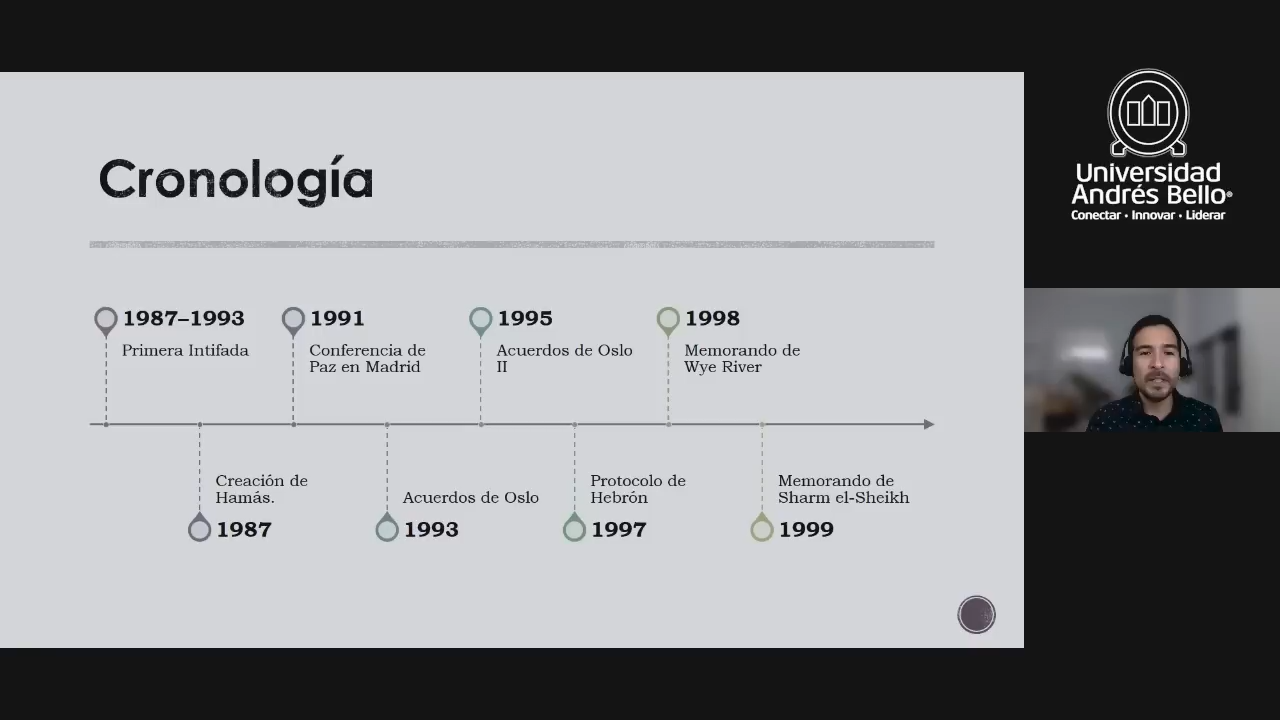 Cronología
1987–1993
Primera Intifada
1991
Conferencia de
Paz en Madrid
1995
Acuerdos de Oslo
II
1998
Memorando de
Wye River
Creación de
Hamás.
1987
Acuerdos de Oslo
1993
Protocolo de
Hebrón
1997
Memorando de
Sharm el-Sheikh
1999
Universidad
Andrés Bello®
Conectar • Innovar • Liderar